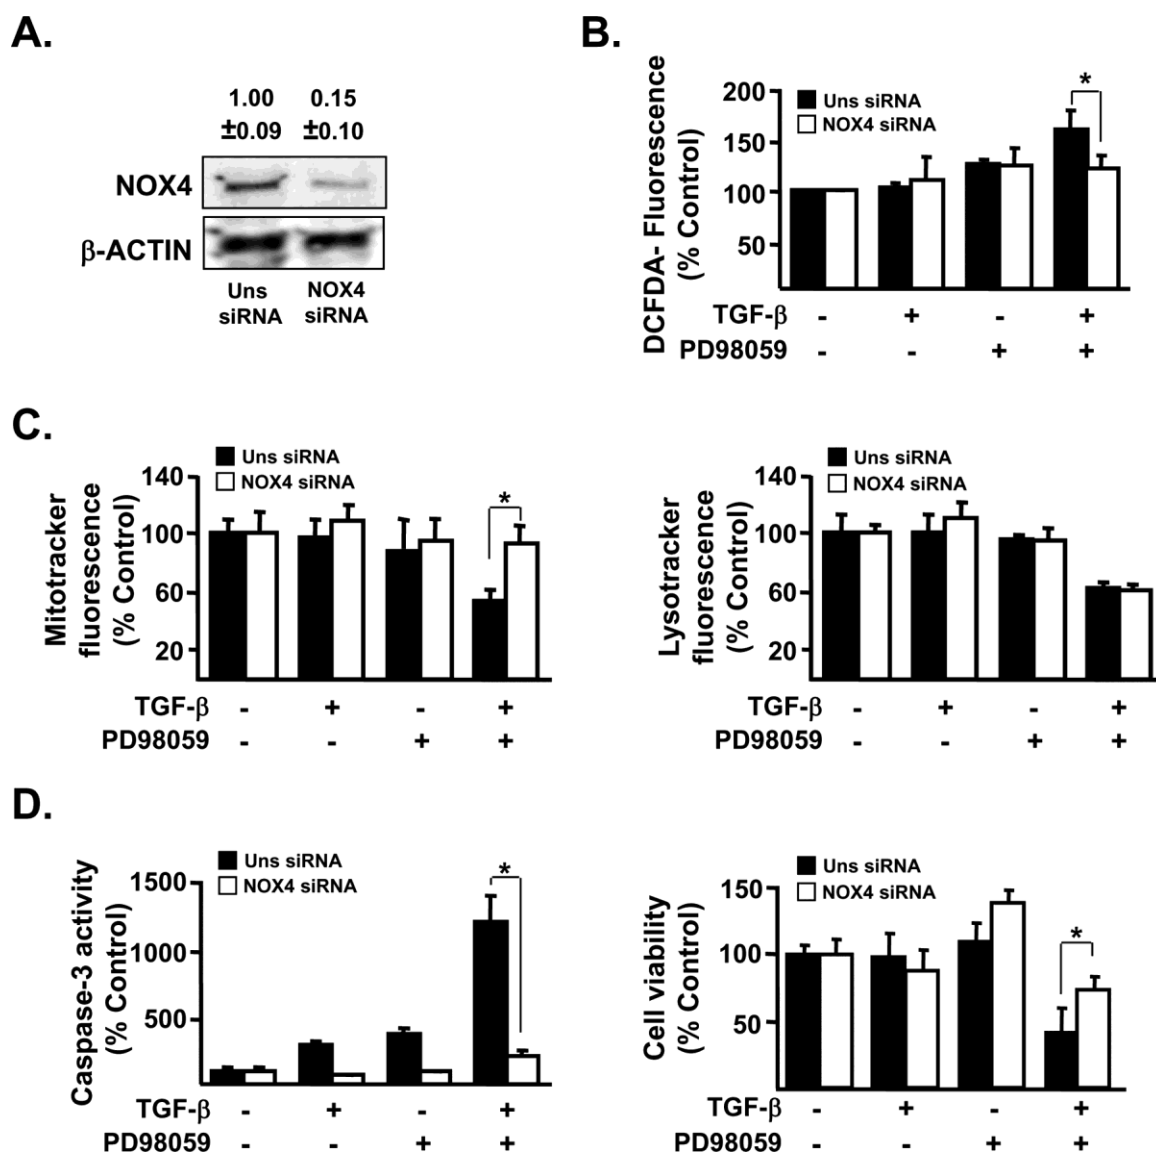 A.
1.00 0.15
±0.09 ±0.10
NOX4
β-ACTIN
Uns NOX4
siRNA siRNA
B.
DCFDA- Fluorescence
(% Control)
200
150
100
50
Uns siRNA
NOX4 siRNA
*
TGF-β - + - +
PD98059 - - + +
C.
Mitotracker
fluorescence
(% Control)
140
100
60
20
Uns siRNA
NOX4 siRNA
*
TGF-β - + - +
PD98059 - - + +
Lysotracker
fluorescence
(% Control)
140
100
60
20
Uns siRNA
NOX4 siRNA
TGF-β - + - +
PD98059 - - + +
D.
Caspase-3 activity
(% Control)
1500
1000
500
Uns siRNA
NOX4 siRNA
*
TGF-β - + - +
PD98059 - - + +
Cell viability
(% Control)
150
100
50
Uns siRNA
NOX4 siRNA
*
TGF-β - + - +
PD98059 - - + +